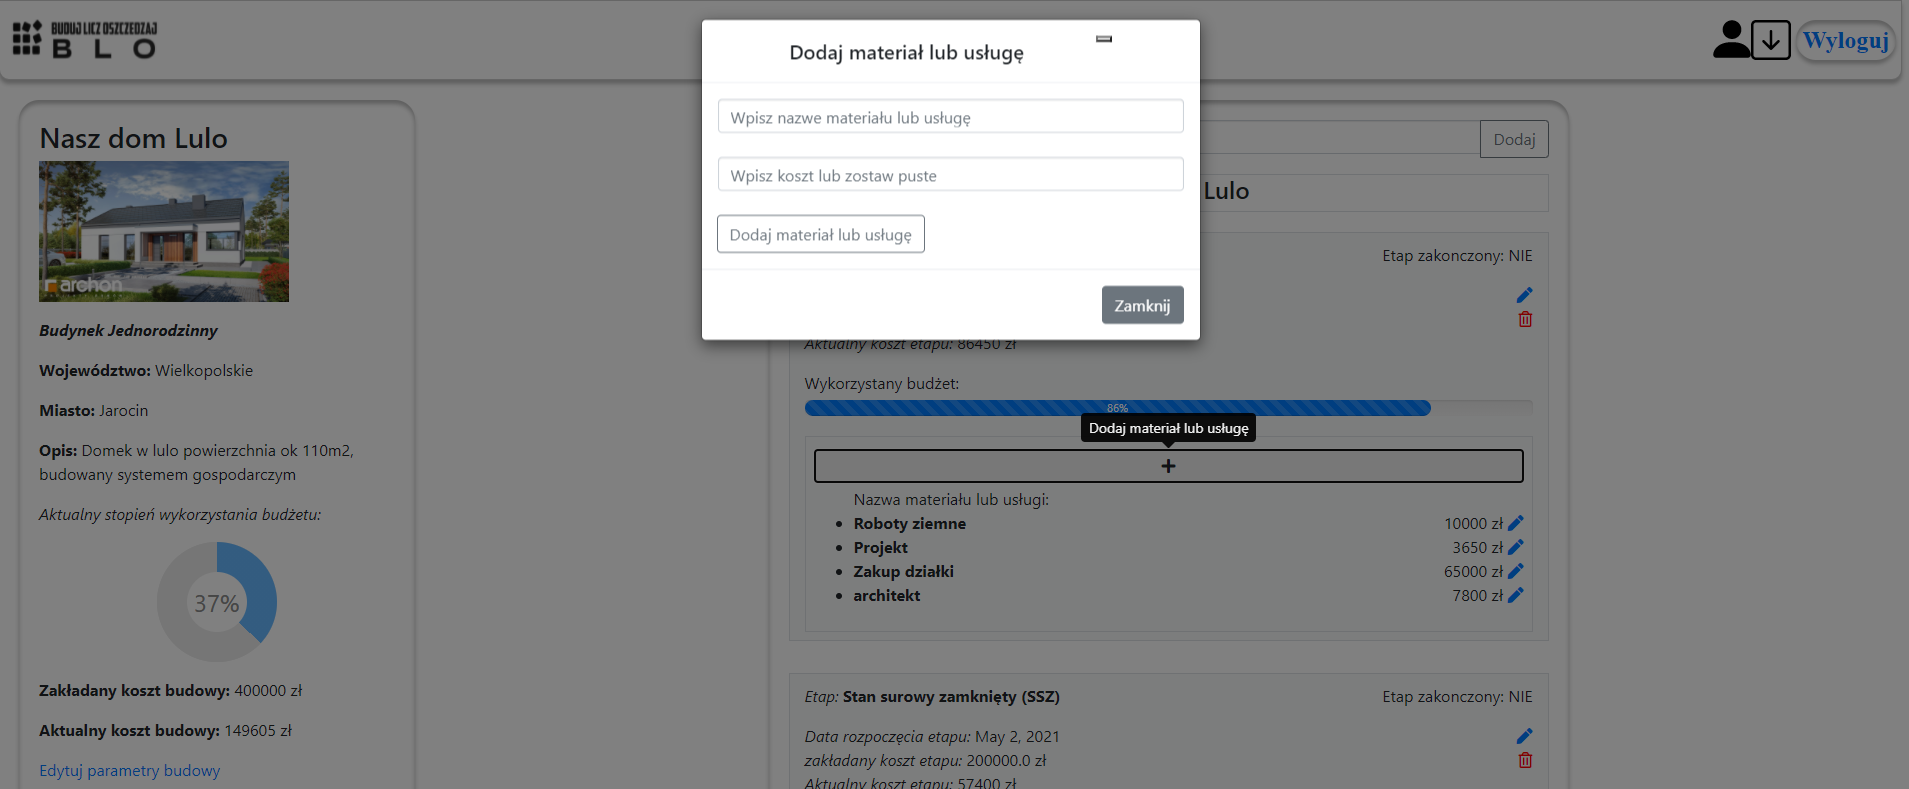 BUDUJ LICZ OSZCZEDZAJ
BLO
Wyloguj
Dodaj materiał lub usługę
Wpisz nazwe materiału lub usługę
Wpisz koszt lub zostaw puste
Dodaj materiał lub usługę
Zamknij
Nasz dom Lulo
archon
Budynek Jednorodzinny
Województwo: Wielkopolskie
Miasto: Jarocin
Opis: Domek w lulo powierzchnia ok 110m2,
budowany systemem gospodarczym
Aktualny stopień wykorzystania budżetu:
37%
Zakładany koszt budowy: 400000 zł
Aktualny koszt budowy: 149605 zł
Edytuj parametry budowy
Dodaj
Lulo
Etap zakonczony: NIE
Aktualny koszt etapu: 86450 zł
Wykorzystany budżet:
86%
Dodaj materiał lub usługę
Nazwa materiału lub usługi:
Roboty ziemne 10000 zł
Projekt 3650 zł
Zakup działki 65000 zł
architekt 7800 zł
Etap: Stan surowy zamknięty (SSZ) Etap zakonczony: NIE
Data rozpoczęcia etapu: May 2, 2021
zakładany koszt etapu: 200000.0 zł
Aktualny koszt etapu: 57400 zł